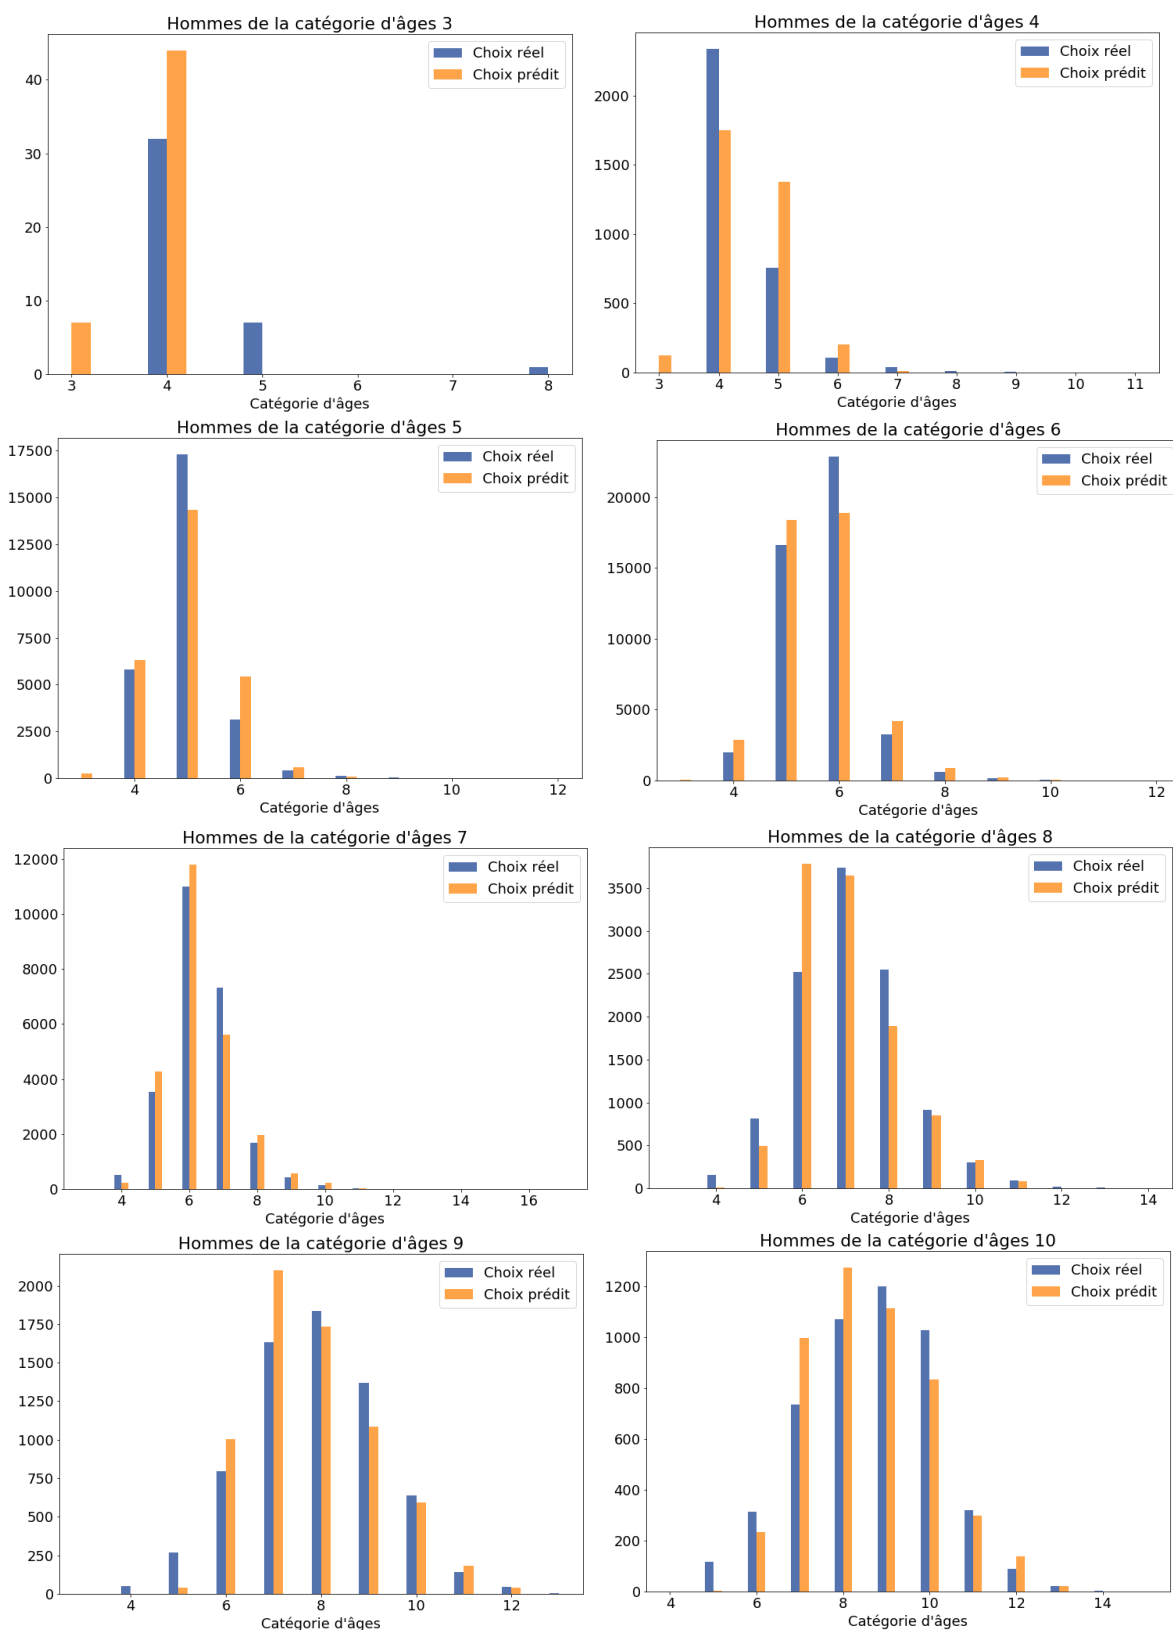 Hommes de la catégorie d'âges 3
Choix réel
Choix prédit
40
30
20
10
0
3 4 5 6 7 8
Catégorie d'âges
Hommes de la catégorie d'âges 4
Choix réel
Choix prédit
2000
1500
1000
500
0
3 4 5 6 7 8 9 10 11
Catégorie d'âges
Hommes de la catégorie d'âges 5
Choix réel
Choix prédit
17500
15000
12500
10000
7500
5000
2500
0
4 6 8 10 12
Catégorie d'âges
Hommes de la catégorie d'âges 6
Choix réel
Choix prédit
20000
15000
10000
5000
0
4 6 8 10 12
Catégorie d'âges
Hommes de la catégorie d'âges 7
Choix réel
Choix prédit
12000
10000
8000
6000
4000
2000
0
4 6 8 10 12 14 16
Catégorie d'âges
Hommes de la catégorie d'âges 8
Choix réel
Choix prédit
3500
3000
2500
2000
1500
1000
500
0
4 6 8 10 12 14
Catégorie d'âges
Hommes de la catégorie d'âges 9
Choix réel
Choix prédit
2000
1750
1500
1250
1000
750
500
250
0
4 6 8 10 12
Catégorie d'âges
Hommes de la catégorie d'âges 10
Choix réel
Choix prédit
1200
1000
800
600
400
200
0
4 6 8 10 12 14
Catégorie d'âges